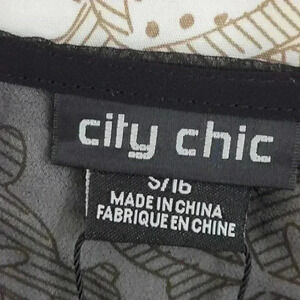 city chic
S/16
MADE IN CHINA
FABRIQUE EN CHINE